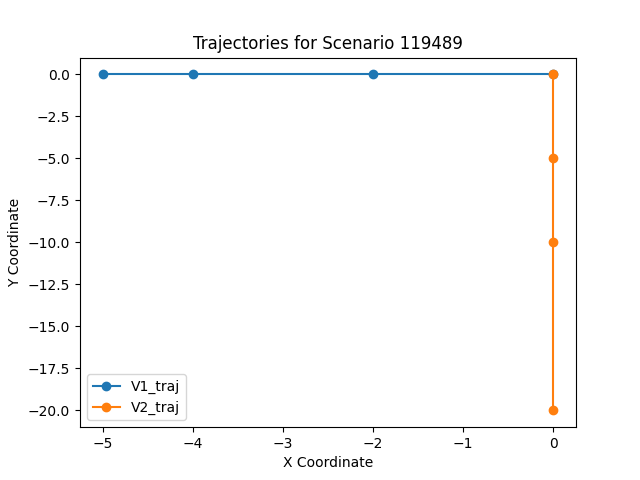 Trajectories for Scenario 119489
Y Coordinate
0.0
−2.5
−5.0
−7.5
−10.0
−12.5
−15.0
−17.5
−20.0
V1_traj
V2_traj
−5 −4 −3 −2 −1 0
X Coordinate